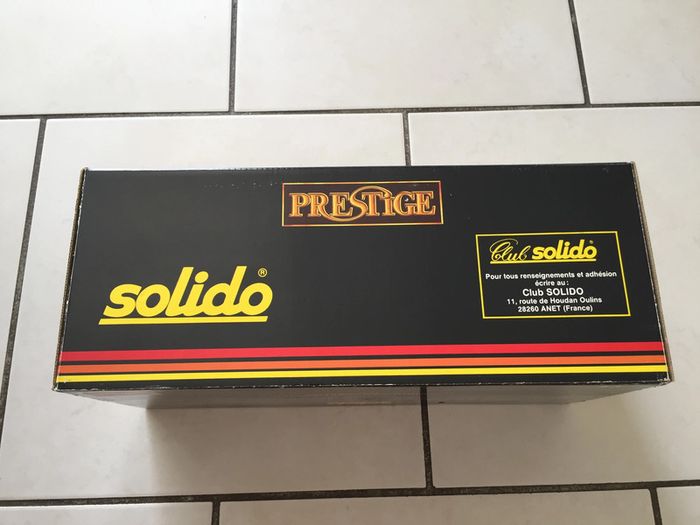 PRESTIGE
solido®
Club solido®
Pour tous renseignements et adhésion
écrire au :
Club SOLIDO
11, route de Houdan Oulins
28260 ANET (France)